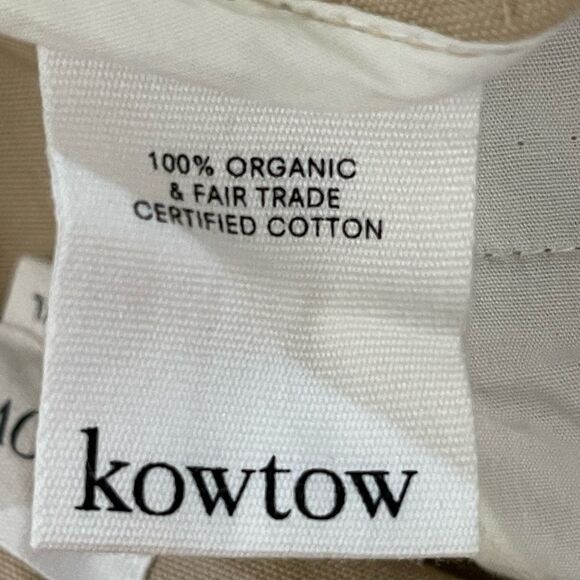 100% ORGANIC
& FAIR TRADE
CERTIFIED COTTON
kowtow